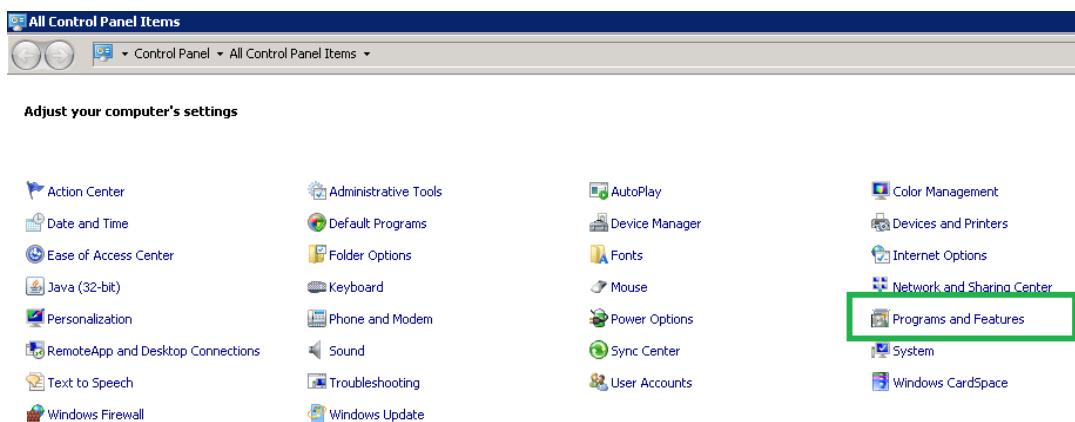 All Control Panel Items
Control Panel All Control Panel Items
Adjust your computer's settings
Action Center Administrative Tools AutoPlay Color Management
Date and Time Default Programs Device Manager Devices and Printers
Ease of Access Center Folder Options Fonts Internet Options
Java (32-bit) Keyboard Mouse Network and Sharing Center
Personalization Phone and Modem Power Options Programs and Features
RemoteApp and Desktop Connections Sound Sync Center System
Text to Speech Troubleshooting User Accounts Windows CardSpace
Windows Firewall Windows Update